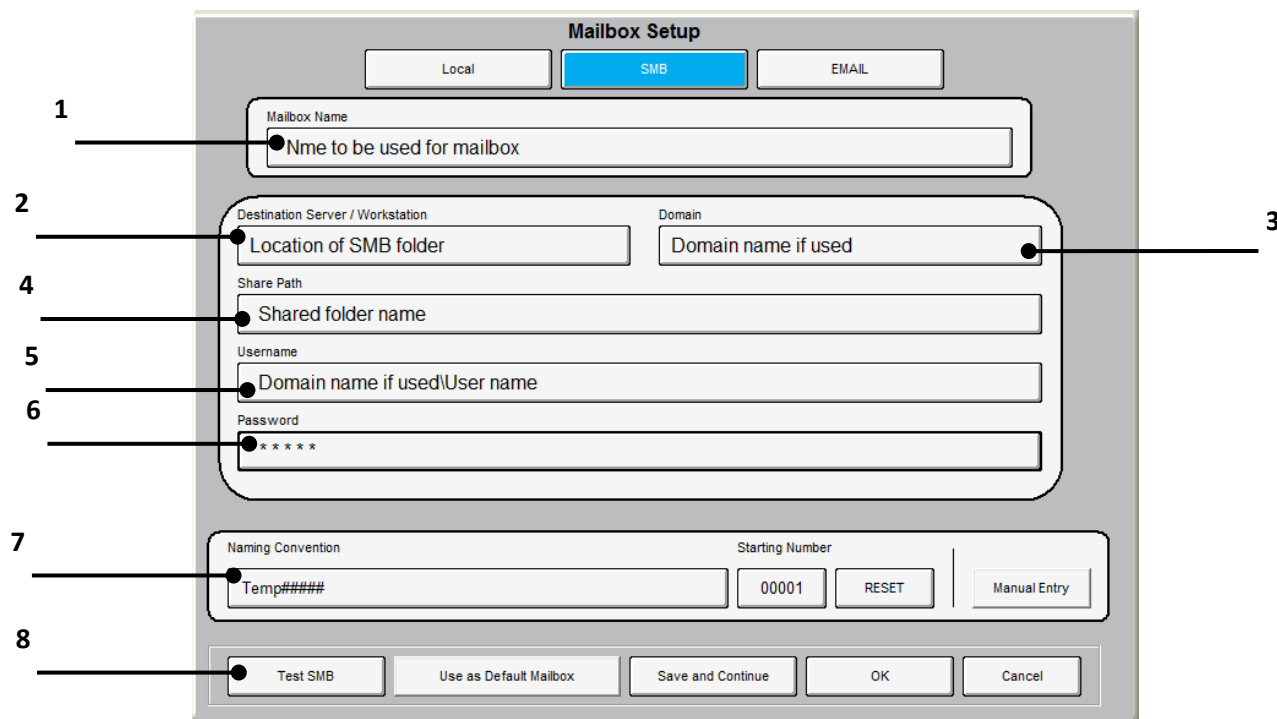 Mailbox Setup
Local SMB EMAIL
1
Mailbox Name
Nme to be used for mailbox
2
Destination Server / Workstation Domain
3
Location of SMB folder Domain name if used
4
Share Path
Shared folder name
5
Username
Domain name if used\User name
6
Password
* * * * *
7
Naming Convention Starting Number
Temp##### 00001 RESET Manual Entry
8
Test SMB Use as Default Mailbox Save and Continue OK Cancel